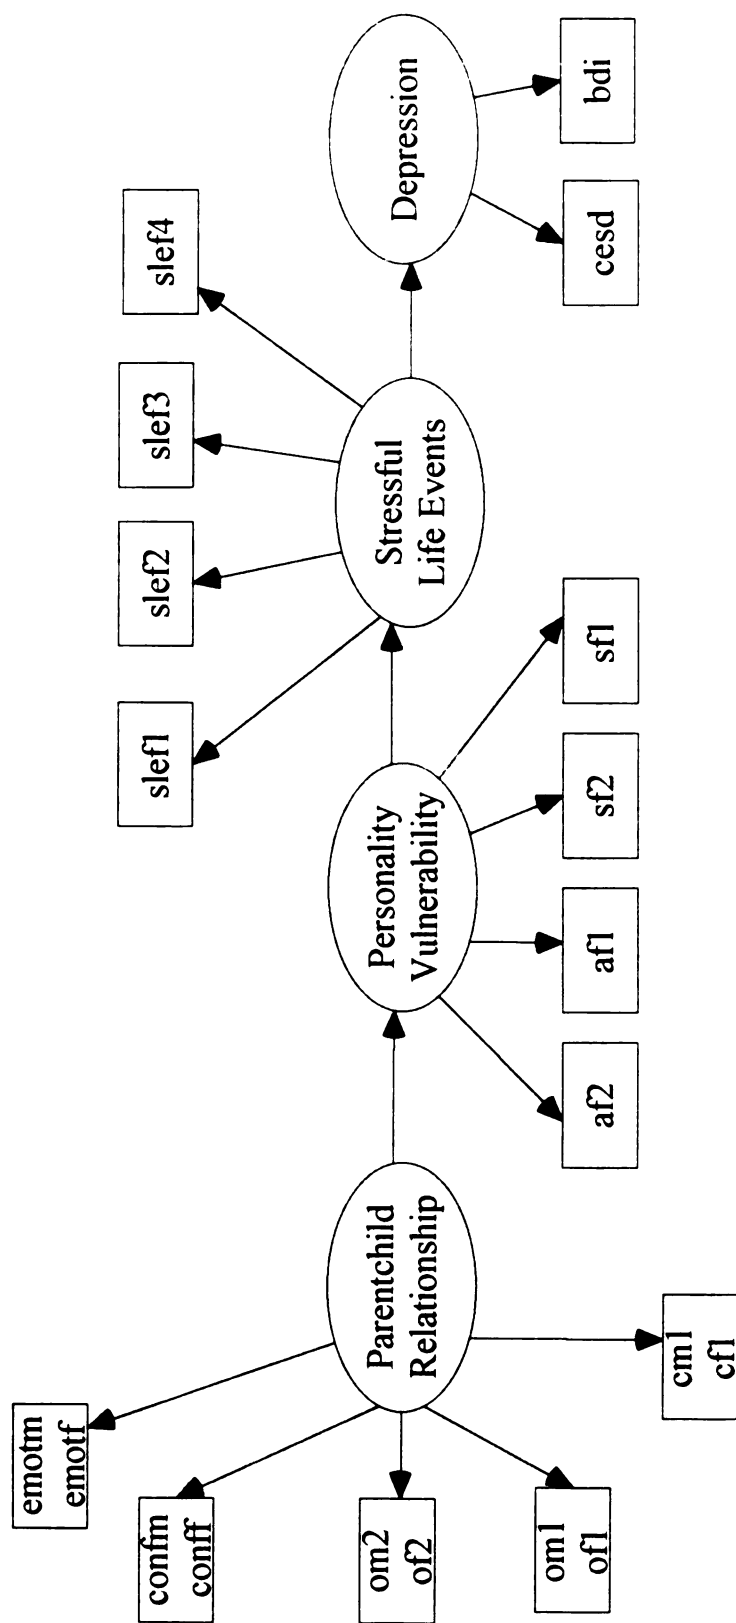 emotm
emotf
confm
conff
om2
of2
om1
of1
cm1
cf1
Parentchild
Relationship
af2
af1
sf2
sf1
Personality
Vulnerability
slef1
slef2
slef3
slef4
Stressful
Life Events
Depression
cesd
bdi